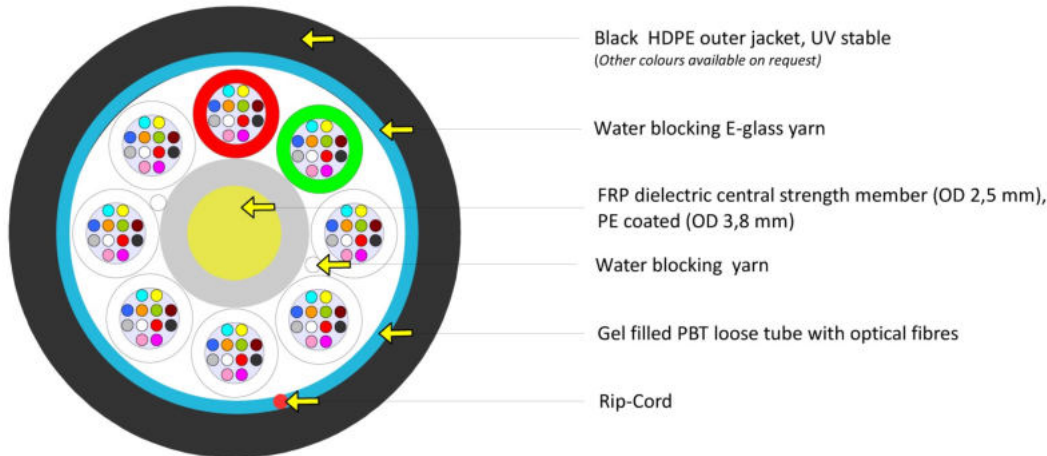 Black HDPE outer jacket, UV stable
(Other colours available on request)
Water blocking E-glass yarn
FRP dielectric central strength member (OD 2,5 mm),
PE coated (OD 3,8 mm)
Water blocking yarn
Gel filled PBT loose tube with optical fibres
Rip-Cord